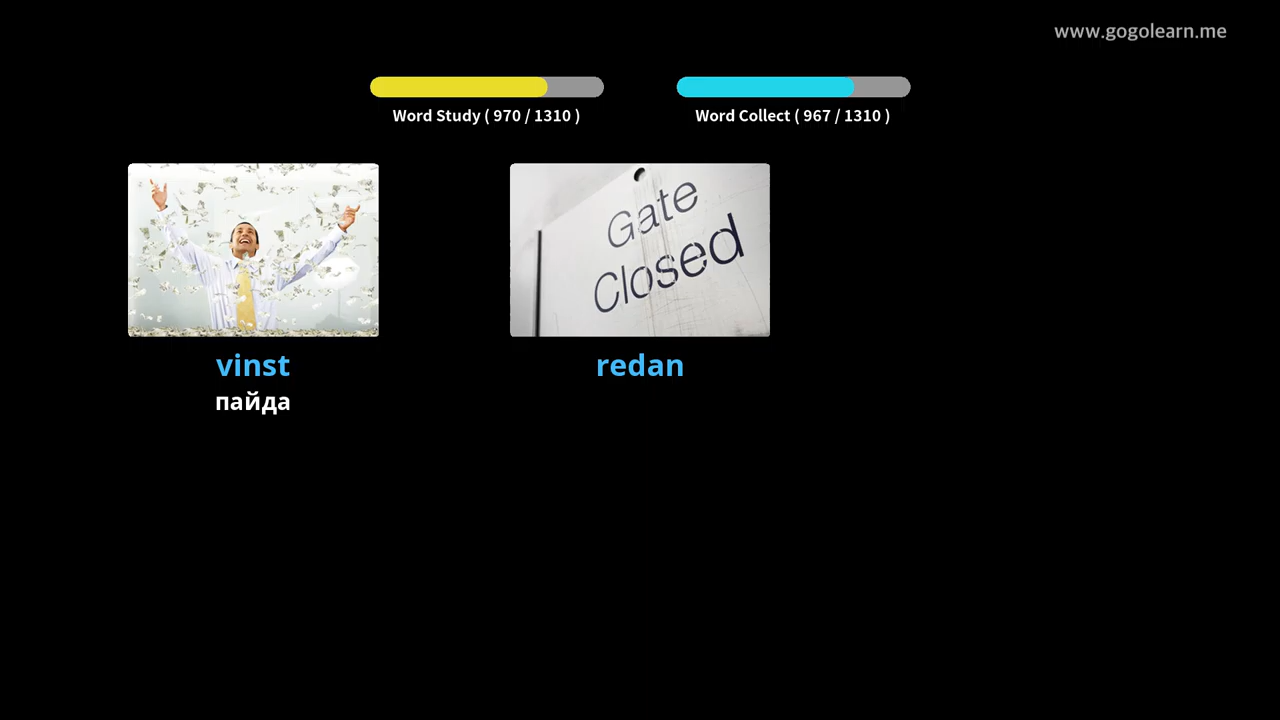 www.gogolearn.me
Word Study ( 970 / 1310 )
Word Collect ( 967 / 1310 )
Gate
Closed
vinst
redan
пайда